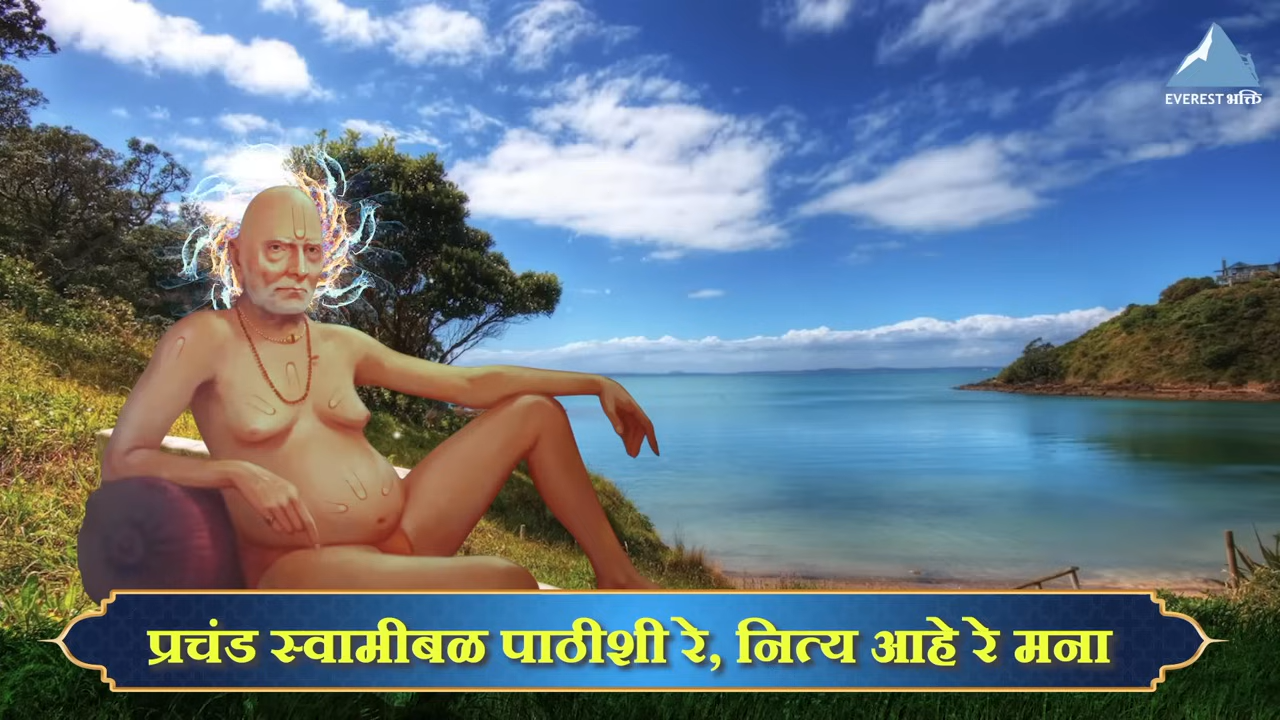 EVEREST भक्ति
प्रचंड स्वामीबळ पाठीशी रे, नित्य आहे रे मना